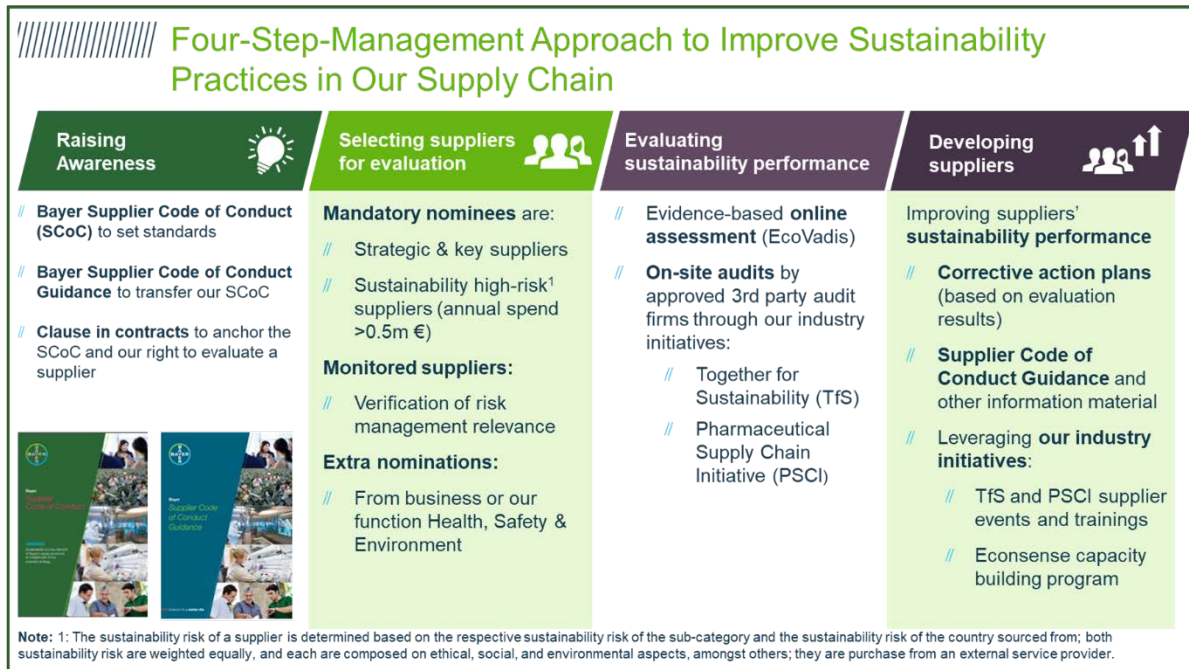 Four-Step-Management Approach to Improve Sustainability
Practices in Our Supply Chain
Raising
Awareness
// Bayer Supplier Code of Conduct
(SCoC) to set standards
// Bayer Supplier Code of Conduct
Guidance to transfer our SCoC
// Clause in contracts to anchor the
SCoC and our right to evaluate a
supplier
BAYER
Bayer
Supplier
Code of Conduct
BAYER
Bayer
Supplier Code
of Conduct
Guidance
Selecting suppliers
for evaluation
Mandatory nominees are:
// Strategic & key suppliers
// Sustainability high-risk¹
suppliers (annual spend
>0.5m €)
Monitored suppliers:
// Verification of risk
management relevance
Extra nominations:
// From business or our
function Health, Safety &
Environment
Evaluating
sustainability performance
// Evidence-based online
assessment (EcoVadis)
// On-site audits by
approved 3rd party audit
firms through our industry
initiatives:
// Together for
Sustainability (TfS)
// Pharmaceutical
Supply Chain
Initiative (PSCI)
Developing
suppliers
Improving suppliers'
sustainability performance
// Corrective action plans
(based on evaluation
results)
// Supplier Code of
Conduct Guidance and
other information material
// Leveraging our industry
initiatives:
// TfS and PSCI supplier
events and trainings
// Econsense capacity
building program
Note: 1: The sustainability risk of a supplier is determined based on the respective sustainability risk of the sub-category and the sustainability risk of the country sourced from; both
sustainability risk are weighted equally, and each are composed on ethical, social, and environmental aspects, amongst others; they are purchase from an external service provider.